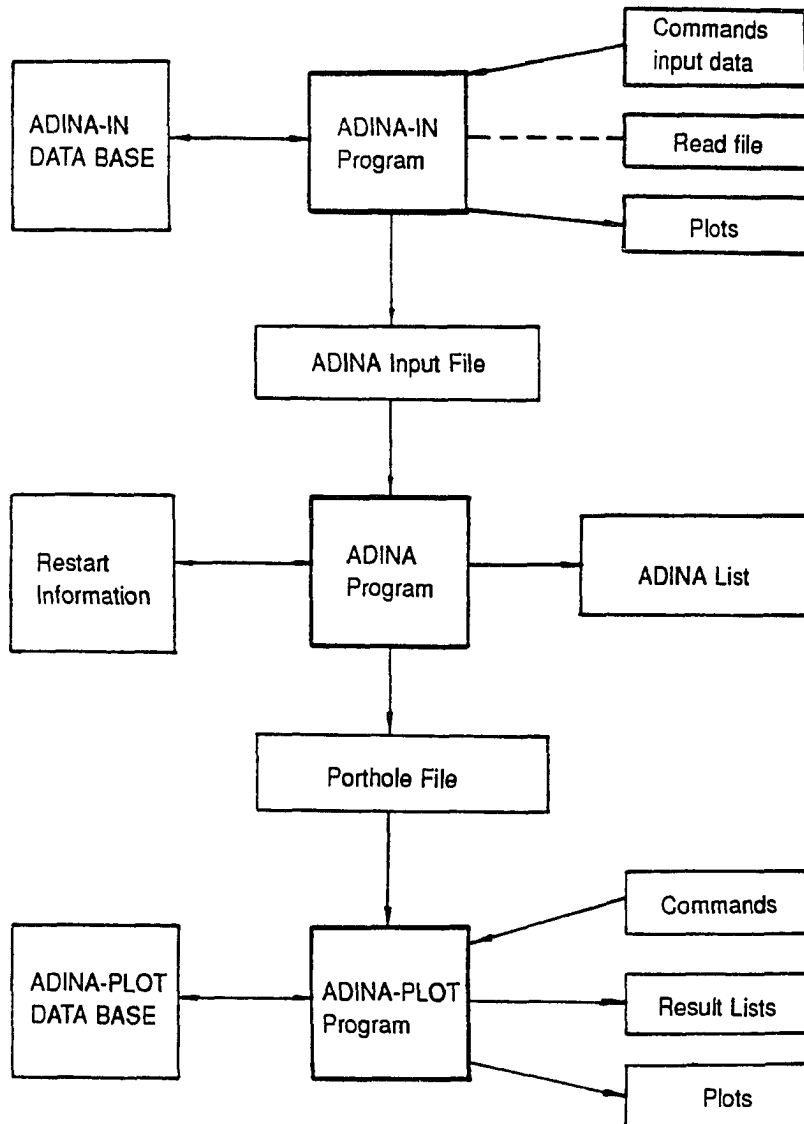 Commands
input data
ADINA-IN
DATA BASE
ADINA-IN
Program
Read file
Plots
ADINA Input File
Restart
Information
ADINA
Program
ADINA List
Porthole File
Commands
ADINA-PLOT
DATA BASE
ADINA-PLOT
Program
Result Lists
Plots